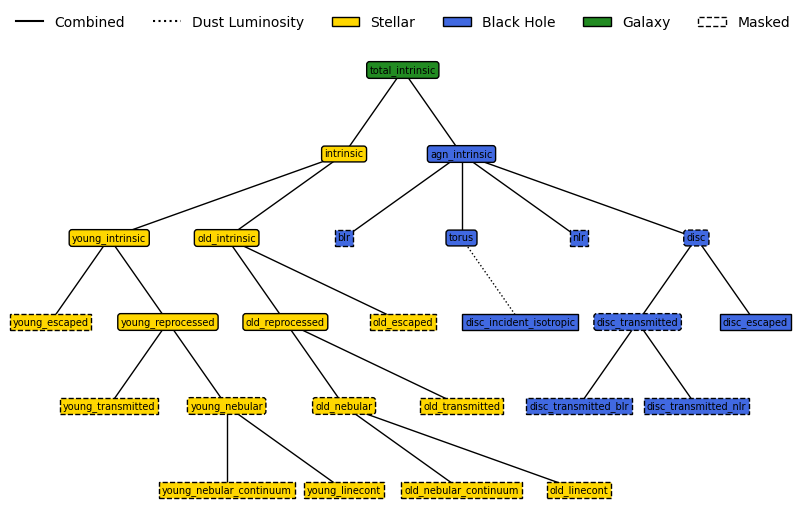 Combined Dust Luminosity Stellar Black Hole Galaxy Masked
total_intrinsic
intrinsic agn_intrinsic
young_intrinsic old_intrinsic blr torus nlr disc
young_escaped young_reprocessed old_reprocessed old_escaped disc_incident_isotropic disc_transmitted disc_escaped
young_transmitted young_nebular old_nebular old_transmitted disc_transmitted_blr disc_transmitted_nlr
young_nebular_continuum young_linecont old_nebular_continuum old_linecont